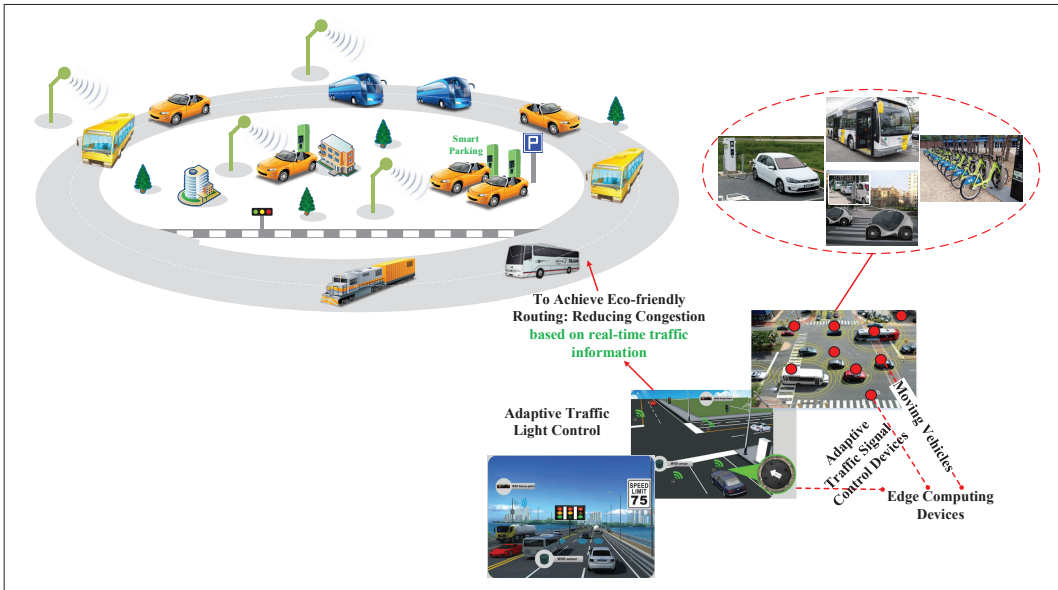 Smart
Parking
P
To Achieve Eco-friendly
Routing: Reducing Congestion
based on real-time traffic
information
Adaptive Traffic
Light Control
SPEED
LIMIT
75
Adaptive
Traffic Signal
Control Devices
Moving Vehicles
Edge Computing
Devices